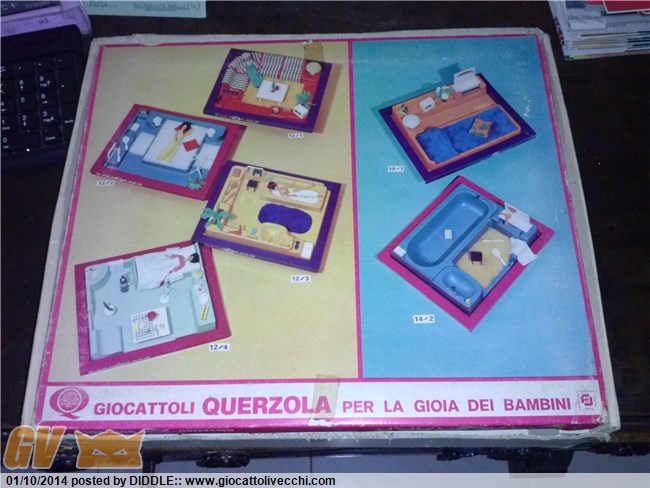 12/1
12/2
12/3
12/4
14/1
14/2
GIOCATTOLI QUERZOLA PER LA GIOIA DEI BAMBINI
GV
01/10/2014 posted by DIDDLE:: www.giocattolivecchi.com